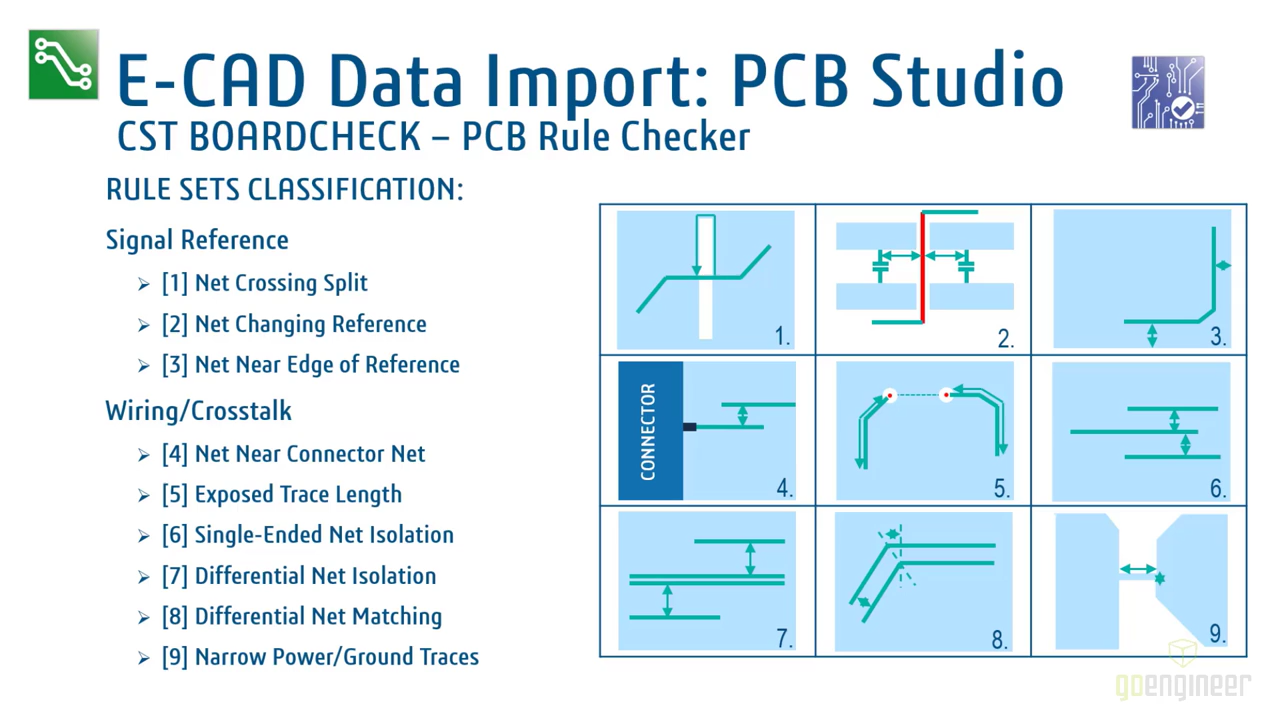 E-CAD Data Import: PCB Studio
CST BOARDCHECK – PCB Rule Checker
RULE SETS CLASSIFICATION:
Signal Reference
➢ [1] Net Crossing Split
➢ [2] Net Changing Reference
➢ [3] Net Near Edge of Reference
Wiring/Crosstalk
➢ [4] Net Near Connector Net
➢ [5] Exposed Trace Length
➢ [6] Single-Ended Net Isolation
➢ [7] Differential Net Isolation
➢ [8] Differential Net Matching
➢ [9] Narrow Power/Ground Traces
1.
2.
3.
CONNECTOR
4.
5.
6.
7.
8.
9.
goengineer